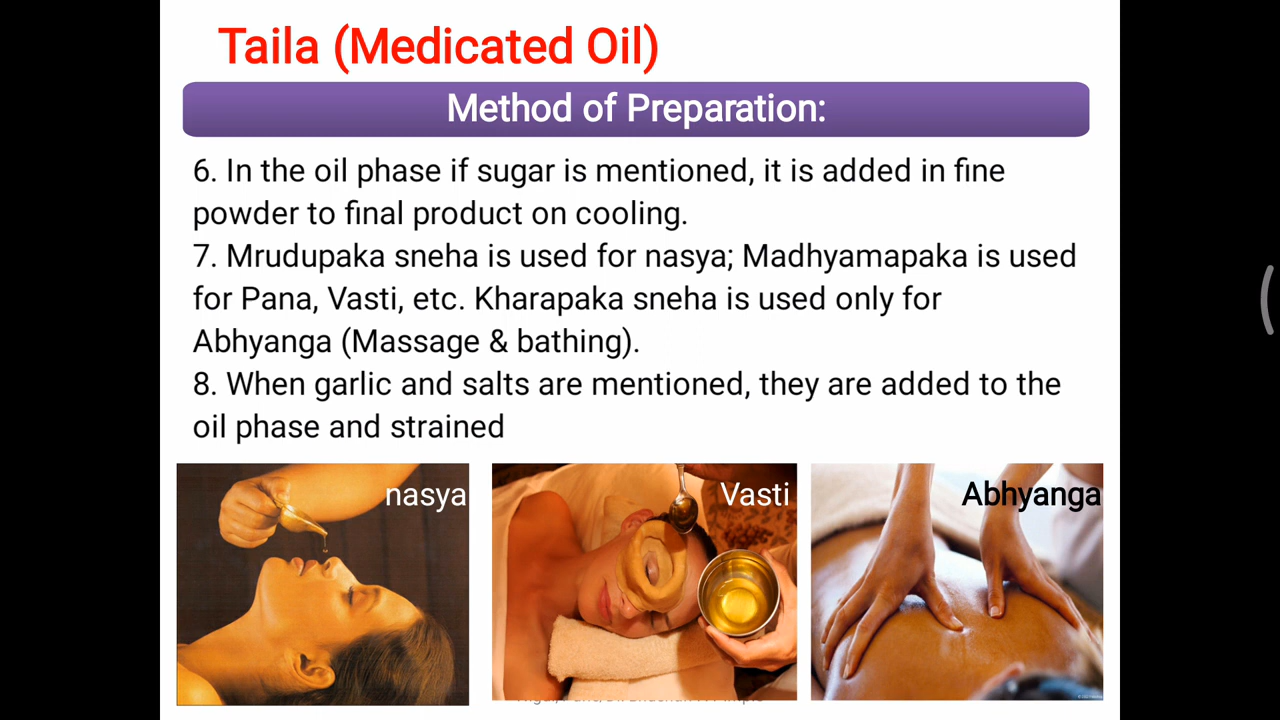 Taila (Medicated Oil)
Method of Preparation:
6. In the oil phase if sugar is mentioned, it is added in fine
powder to final product on cooling.
7. Mrudupaka sneha is used for nasya; Madhyamapaka is used
for Pana, Vasti, etc. Kharapaka sneha is used only for
Abhyanga (Massage & bathing).
8. When garlic and salts are mentioned, they are added to the
oil phase and strained
nasya
Vasti
Abhyanga